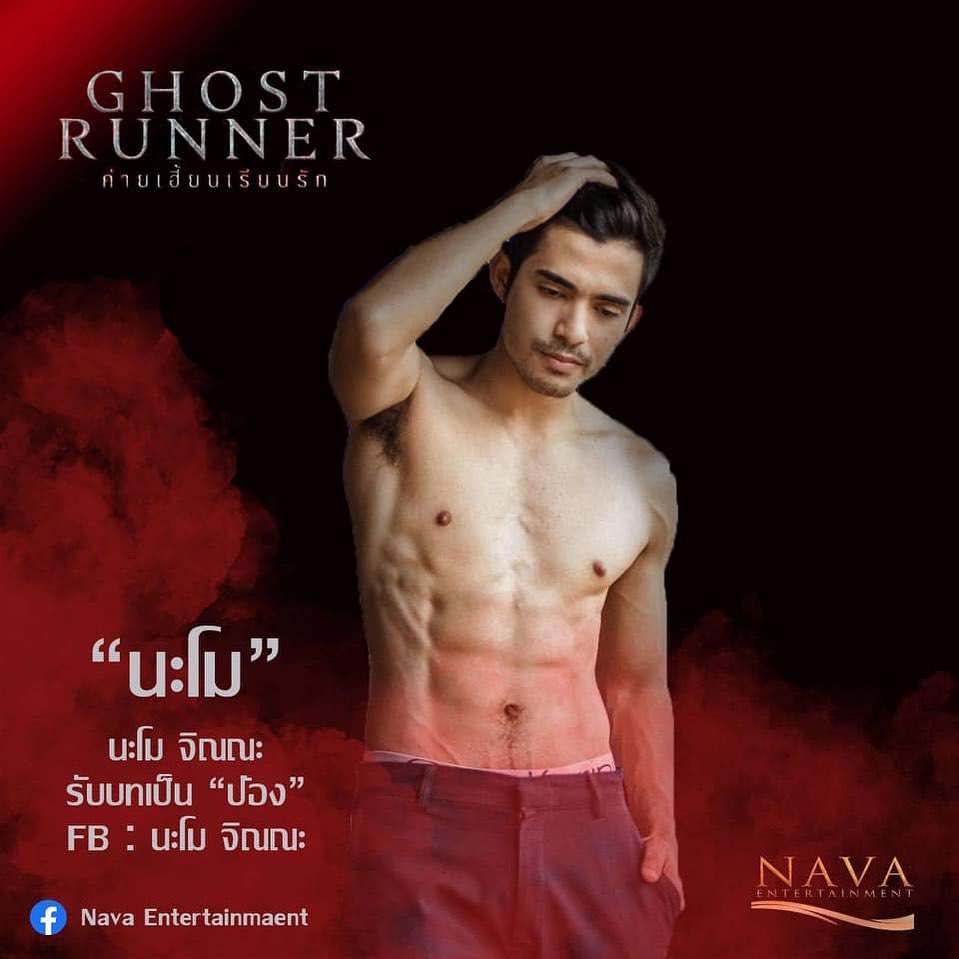 GHOST
RUNNER
ค่ายเฮี้ยนเรียนรัก
“นะโม”
นะโม จิณณะ
รับบทเป็น “ป๋อง”
FB : นะโม จิณณะ
Nava Entertainmaent
NAVA
ENTERTAINMENT